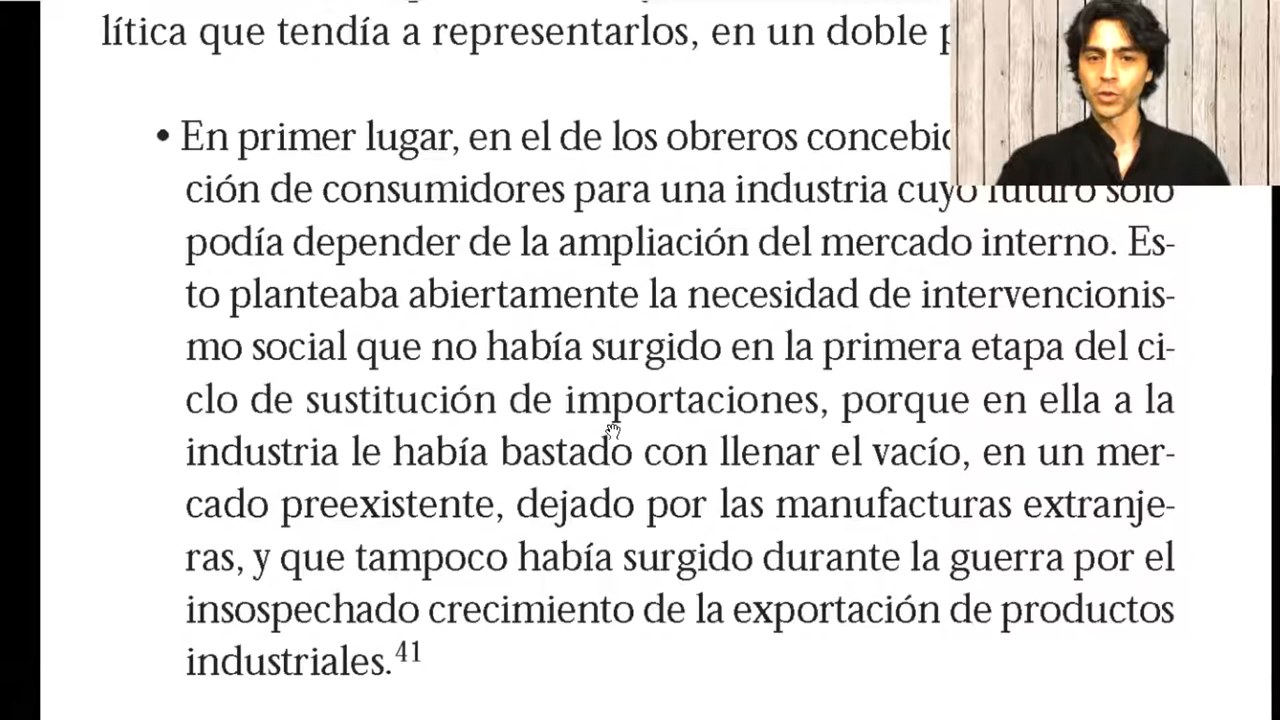 lítica que tendía a representarlos, en un doble
• En primer lugar, en el de los obreros
ción de consumidores para una industria cuyo futuro sólo
podía depender de la ampliación del mercado interno. Es-
to planteaba abiertamente la necesidad de intervencionis-
mo social que no había surgido en la primera etapa del ci-
clo de sustitución de importaciones, porque en ella a la
industria le había bastado con llenar el vacío, en un mer-
cado preexistente, dejado por las manufacturas extranje-
ras, y que tampoco había surgido durante la guerra por el
insospechado crecimiento de la exportación de productos
industriales.41